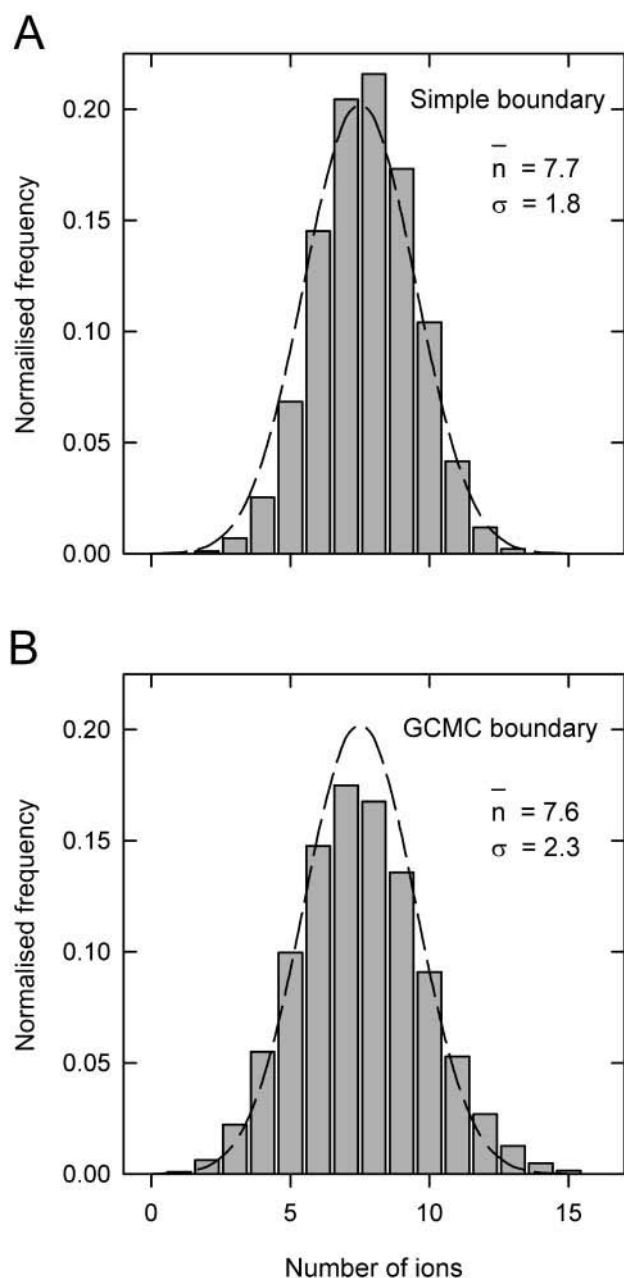 A
Simple boundary
n̄ = 7.7
σ = 1.8
0.20
0.15
0.10
0.05
0.00
Normailised frequency
B
GCMC boundary
n̄ = 7.6
σ = 2.3
0.20
0.15
0.10
0.05
0.00
Normalised frequency
0 5 10 15
Number of ions